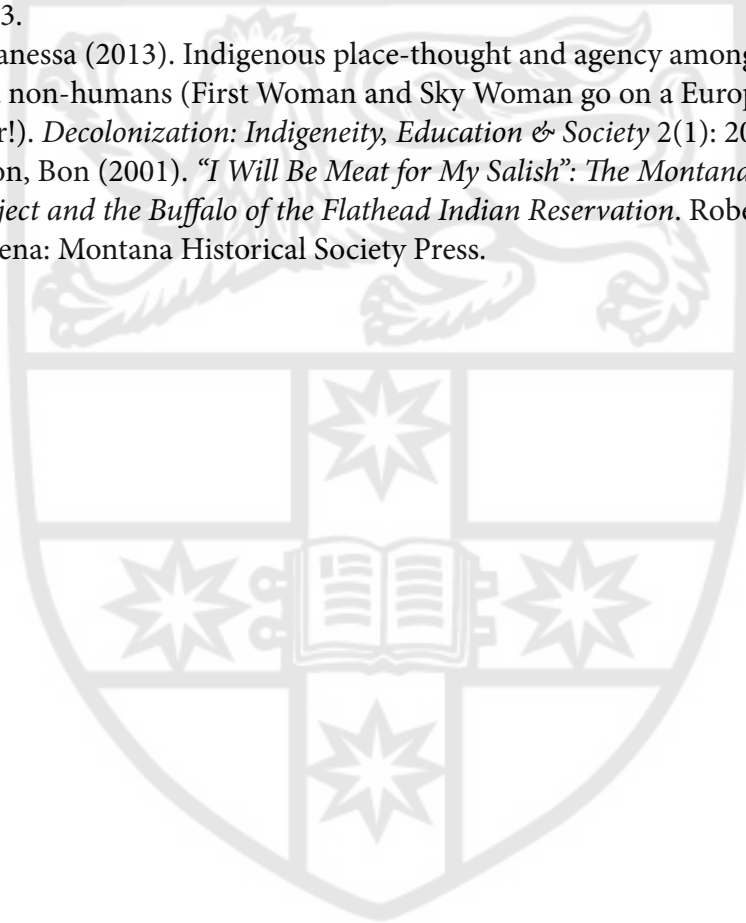 3.
anessa (2013). Indigenous place-thought and agency among
non-humans (First Woman and Sky Woman go on a Europ
r!). Decolonization: Indigeneity, Education & Society 2(1): 20
on, Bon (2001). “I Will Be Meat for My Salish”: The Montana
ject and the Buffalo of the Flathead Indian Reservation. Robe
ena: Montana Historical Society Press.